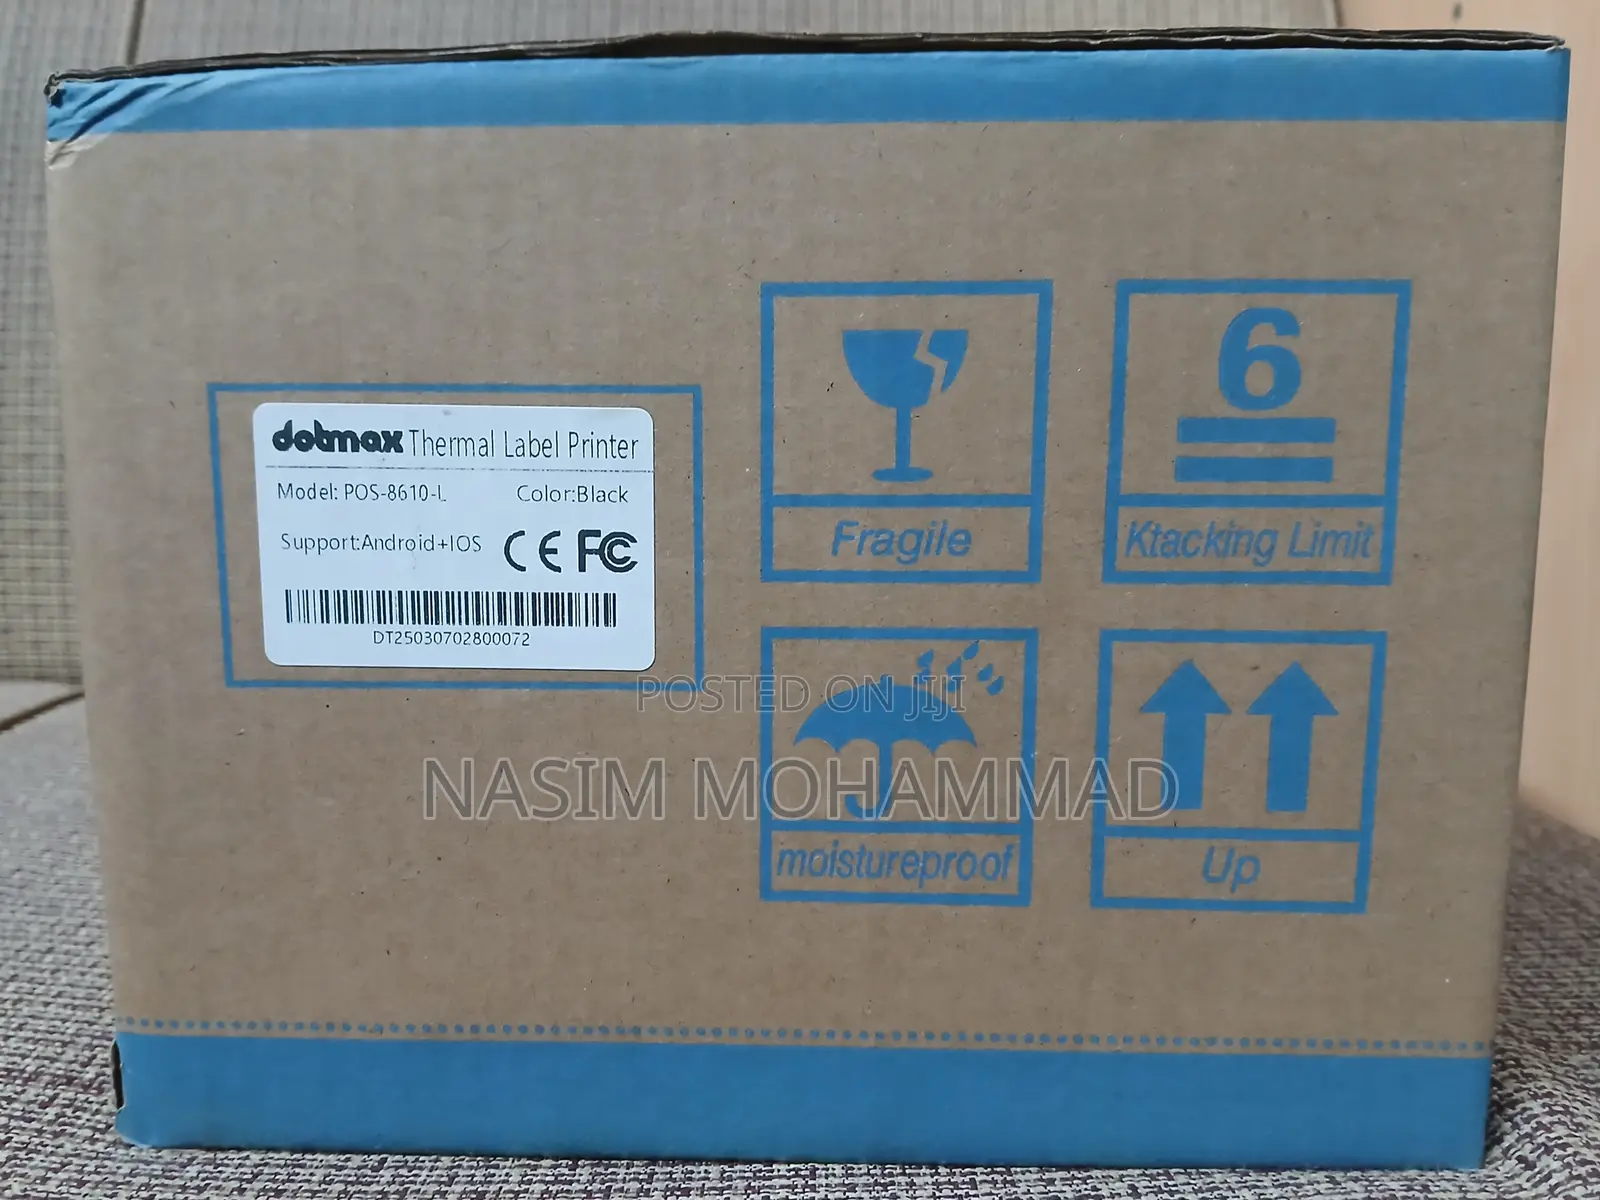 dotmax Thermal Label Printer
Model: POS-8610-L Color:Black
Support:Android+IOS CE FC
DT25030702800072
Fragile
6
Ktacking Limit
moistureproof
Up
POSTED ON JIJI
NASIM MOHAMMAD